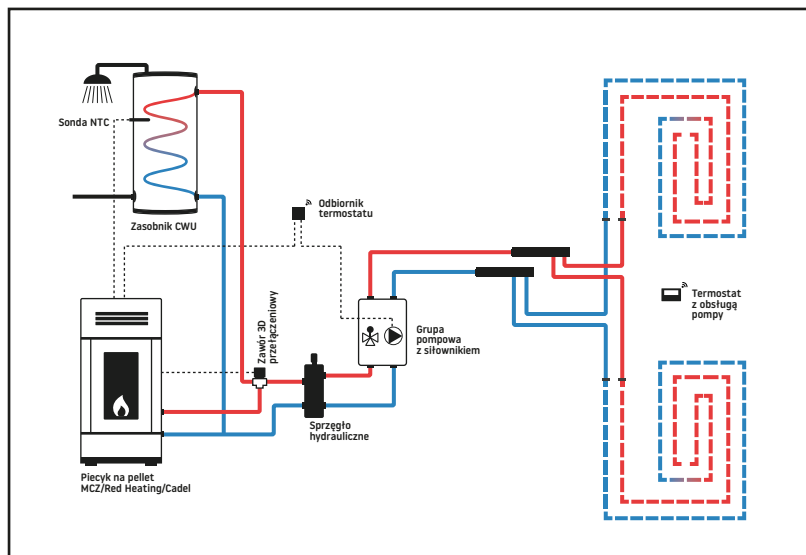 Sonda NTC
Zasobnik CWU
Odbiornik
termostatu
Zawór 3D
przełączeniowy
Grupa
pompowa
z siłownikiem
Termostat
z obsługą
pompy
Sprzęgło
hydrauliczne
Piecyk na pellet
MCZ/Red Heating/Cadel